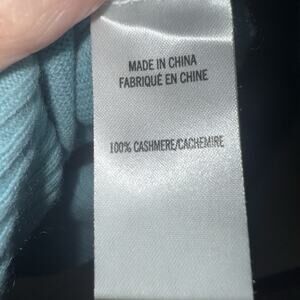 MADE IN CHINA
FABRIQUÉ EN CHINE
100% CASHMERE/CACHEMIRE